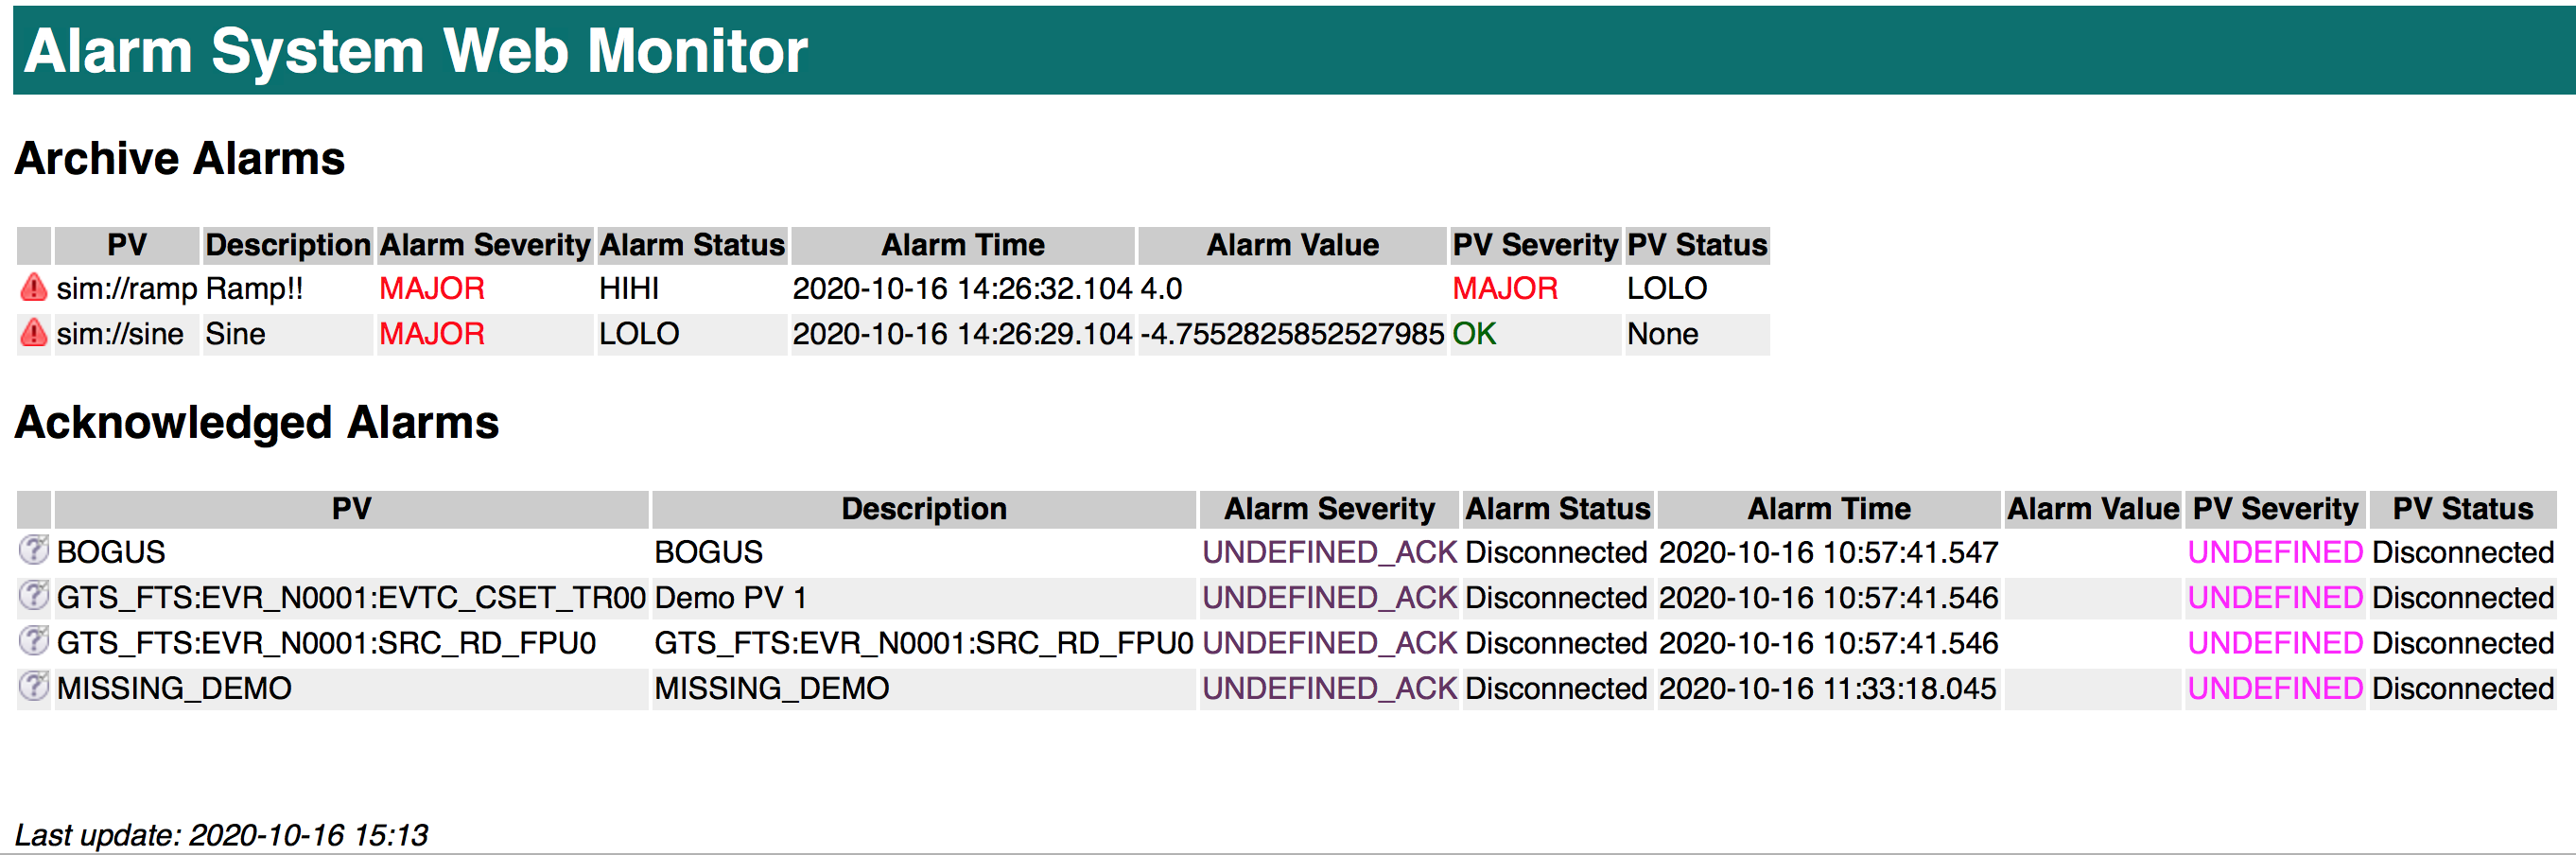 Alarm System Web Monitor
Archive Alarms
PV Description Alarm Severity Alarm Status Alarm Time Alarm Value PV Severity PV Status
sim://ramp Ramp!! MAJOR HIHI 2020-10-16 14:26:32.104 4.0 MAJOR LOLO
sim://sine Sine MAJOR LOLO 2020-10-16 14:26:29.104 -4.7552825852527985 OK None
Acknowledged Alarms
PV Description Alarm Severity Alarm Status Alarm Time Alarm Value PV Severity PV Status
BOGUS BOGUS UNDEFINED_ACK Disconnected 2020-10-16 10:57:41.547 UNDEFINED Disconnected
GTS_FTS:EVR_N0001:EVTC_CSET_TR00 Demo PV 1 UNDEFINED_ACK Disconnected 2020-10-16 10:57:41.546 UNDEFINED Disconnected
GTS_FTS:EVR_N0001:SRC_RD_FPU0 GTS_FTS:EVR_N0001:SRC_RD_FPU0 UNDEFINED_ACK Disconnected 2020-10-16 10:57:41.546 UNDEFINED Disconnected
MISSING_DEMO MISSING_DEMO UNDEFINED_ACK Disconnected 2020-10-16 11:33:18.045 UNDEFINED Disconnected
Last update: 2020-10-16 15:13